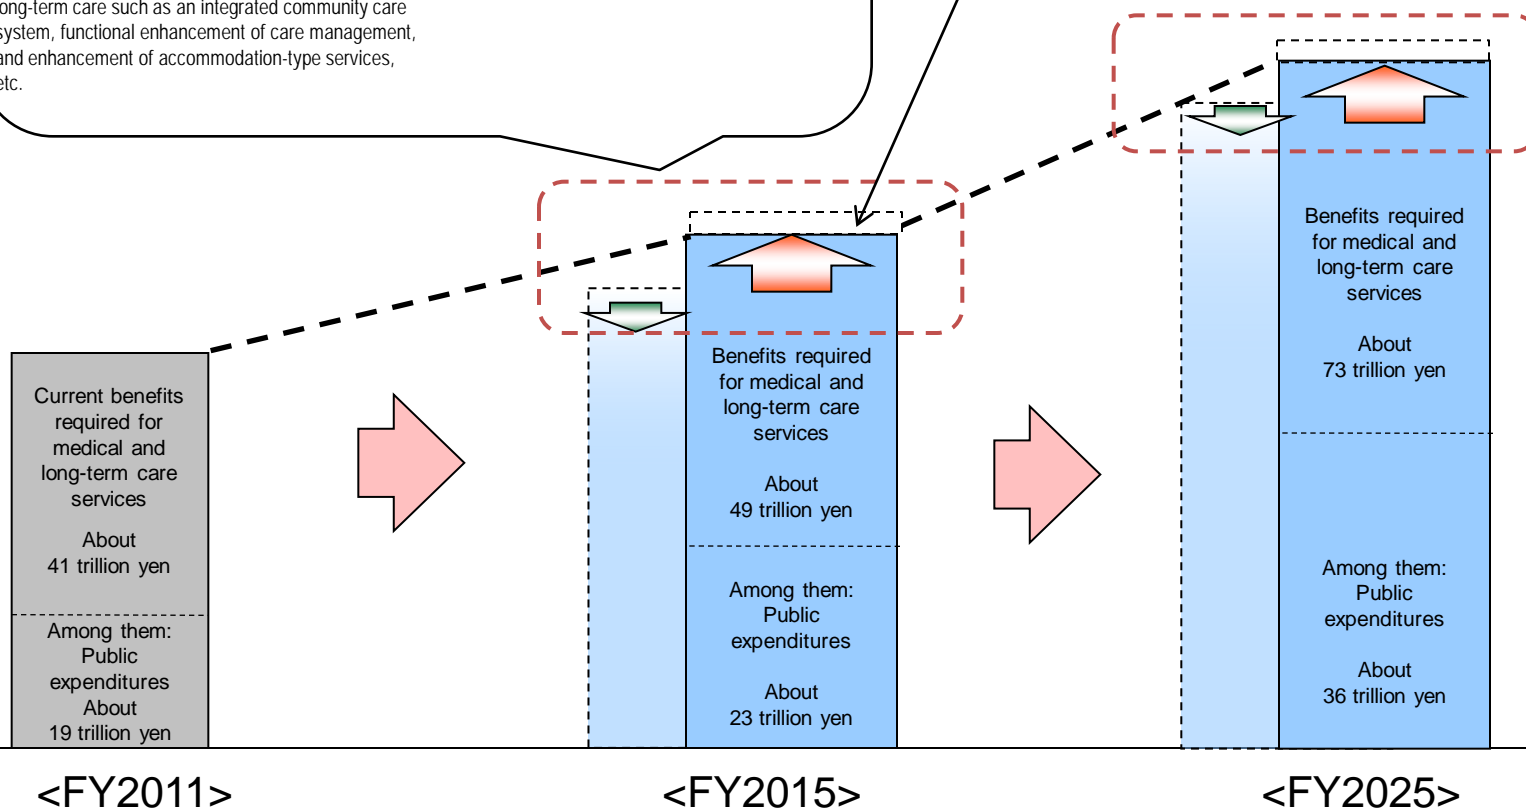 long-term care such as an integrated community care
system, functional enhancement of care management,
and enhancement of accommodation-type services,
etc.
Current benefits
required for
medical and
long-term care
services
About
41 trillion yen
Among them:
Public
expenditures
About
19 trillion yen
<FY2011>
Benefits required
for medical and
long-term care
services
About
49 trillion yen
Among them:
Public
expenditures
About
23 trillion yen
<FY2015>
Benefits required
for medical and
long-term care
services
About
73 trillion yen
Among them:
Public
expenditures
About
36 trillion yen
<FY2025>